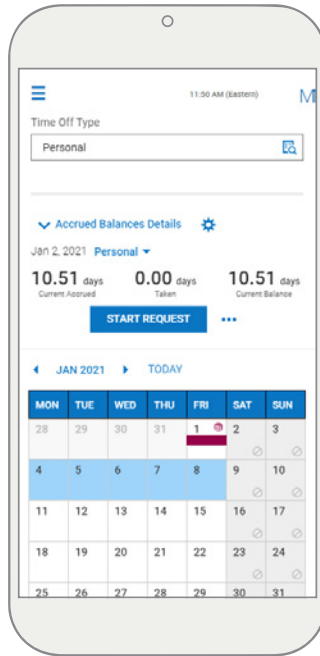 11:50 AM (Eastern) M
Time Off Type
Personal
Accrued Balances Details
Jan 2, 2021 Personal
10.51 days 0.00 days 10.51 days
Current Accrued Taken Current Balance
START REQUEST
JAN 2021 TODAY
MON TUE WED THU FRI SAT SUN
28 29 30 31 1 2 3
4 5 6 7 8 9 10
11 12 13 14 15 16 17
18 19 20 21 22 23 24
25 26 27 28 29 30 31